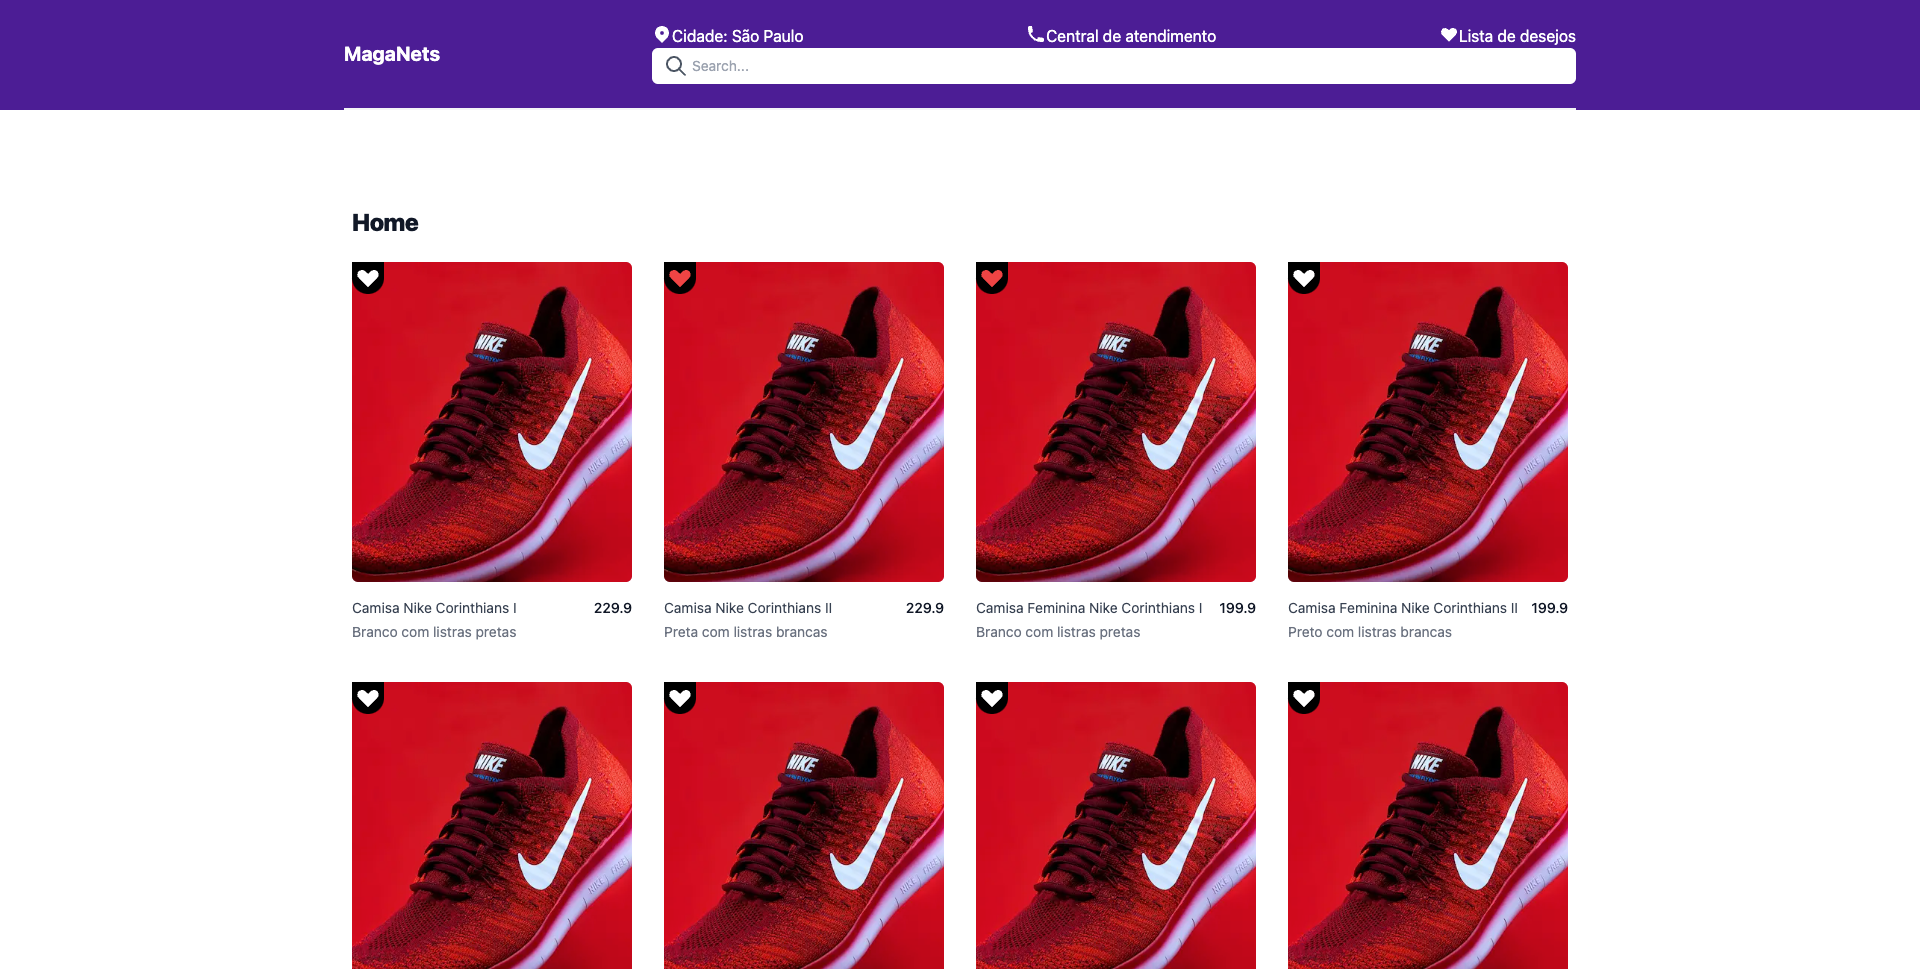 MagaNets
Cidade: São Paulo
Central de atendimento
Lista de desejos
Search...
Home
NIKE
NIKE
NIKE
NIKE
Camisa Nike Corinthians I
229.9
Branco com listras pretas
Camisa Nike Corinthians II
229.9
Preta com listras brancas
Camisa Feminina Nike Corinthians I
199.9
Branco com listras pretas
Camisa Feminina Nike Corinthians II
199.9
Preto com listras brancas
NIKE
NIKE
NIKE
NIKE